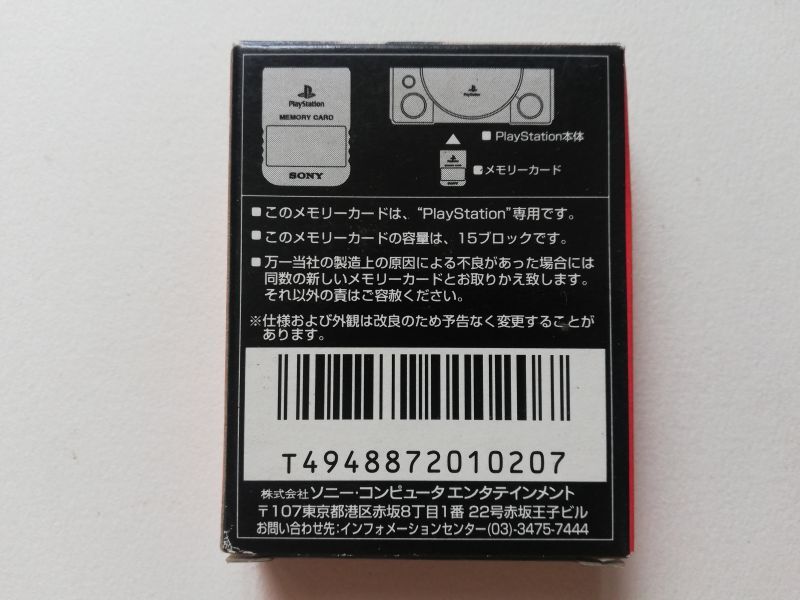 PlayStation
MEMORY CARD
SONY
PlayStation
■ PlayStation本体
■ メモリーカード
■ このメモリーカードは、“PlayStation”専用です。
■ このメモリーカードの容量は、15ブロックです。
■ 万一当社の製造上の原因による不良があった場合には
同数の新しいメモリーカードとお取りかえ致します。
それ以外の責はご容赦ください。
※仕様および外観は改良のため予告なく変更することが
あります。
T4948872010207
株式会社 ソニー・コンピュータ エンタテインメント
〒107東京都港区赤坂8丁目1番 22号赤坂王子ビル
お問い合わせ先：インフォメーションセンター(03)-3475-7444